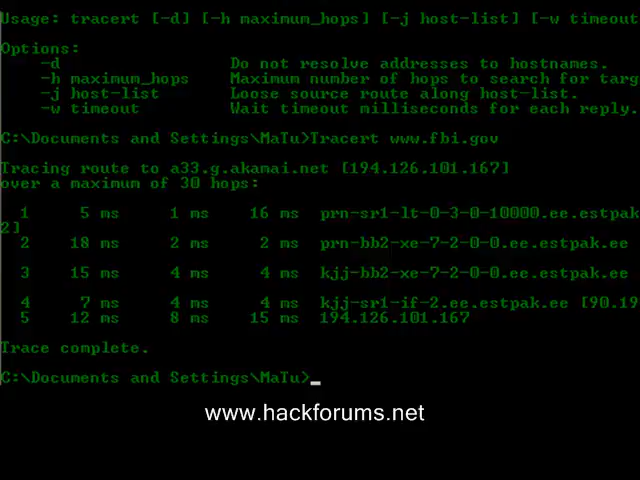 Usage: tracert [-d] [-h maximum_hops] [-j host-list] [-w timeout
Options:
-d Do not resolve addresses to hostnames.
-h maximum_hops Maximum number of hops to search for targ
-j host-list Loose source route along host-list.
-w timeout Wait timeout milliseconds for each reply.
C:\Documents and Settings\MaTu>Tracert www.fbi.gov
Tracing route to a33.g.akamai.net [194.126.101.167]
over a maximum of 30 hops:
1 5 ms 1 ms 16 ms prn-sr1-lt-0-3-0-10000.ee.estpak
2]
2 18 ms 2 ms 2 ms prn-bb2-xe-7-2-0-0.ee.estpak.ee
3 15 ms 4 ms 4 ms kjj-bb2-xe-7-2-0-0.ee.estpak.ee
4 7 ms 4 ms 4 ms kjj-sr1-if-2.ee.estpak.ee [90.19
5 12 ms 8 ms 15 ms 194.126.101.167
Trace complete.
C:\Documents and Settings\MaTu>_
www.hackforums.net